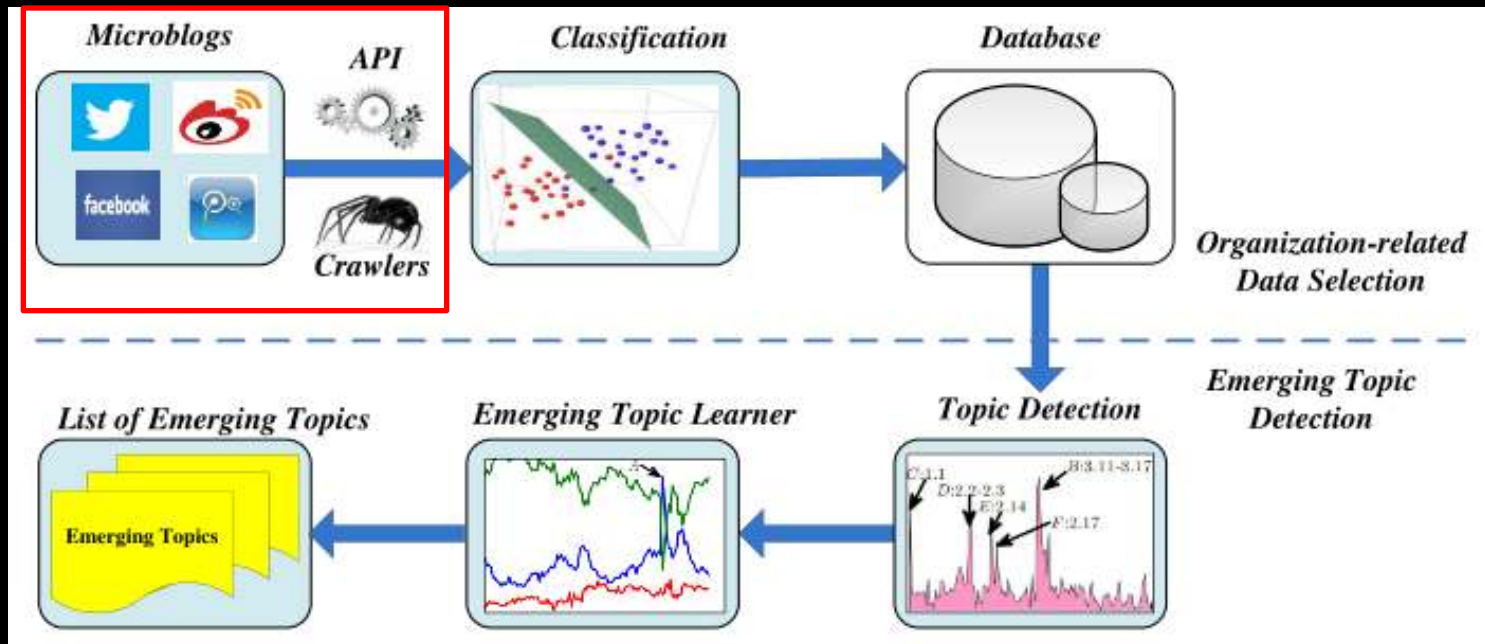 Microblogs
API
facebook
Crawlers
Classification
Database
Organization-related
Data Selection
Emerging Topic
Detection
List of Emerging Topics
Emerging Topics
Emerging Topic Learner
Topic Detection
C:1.1
D:2.2-2.3
E:2.14
F:2.17
B:3.11-3.17